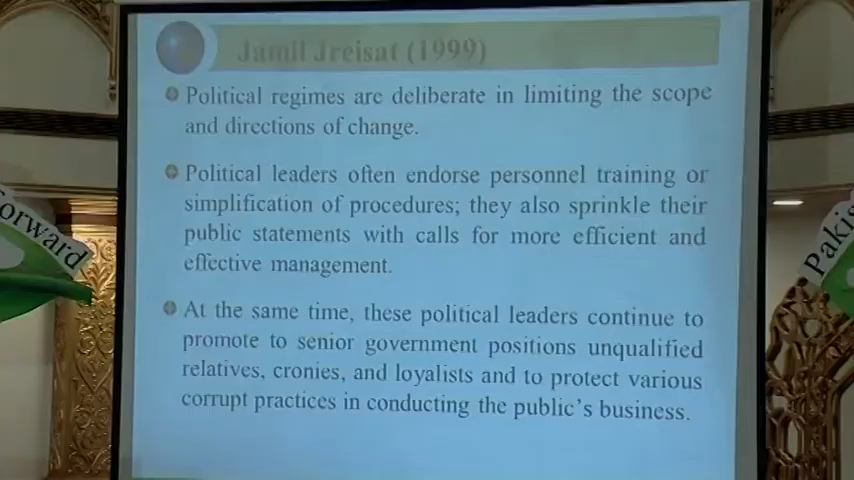 Jamil Jreisat (1999)
Political regimes are deliberate in limiting the scope
and directions of change.
Political leaders often endorse personnel training or
simplification of procedures; they also sprinkle their
public statements with calls for more efficient and
effective management.
At the same time, these political leaders continue to
promote to senior government positions unqualified
relatives, cronies, and loyalists and to protect various
corrupt practices in conducting the public's business.
orward
Pakis